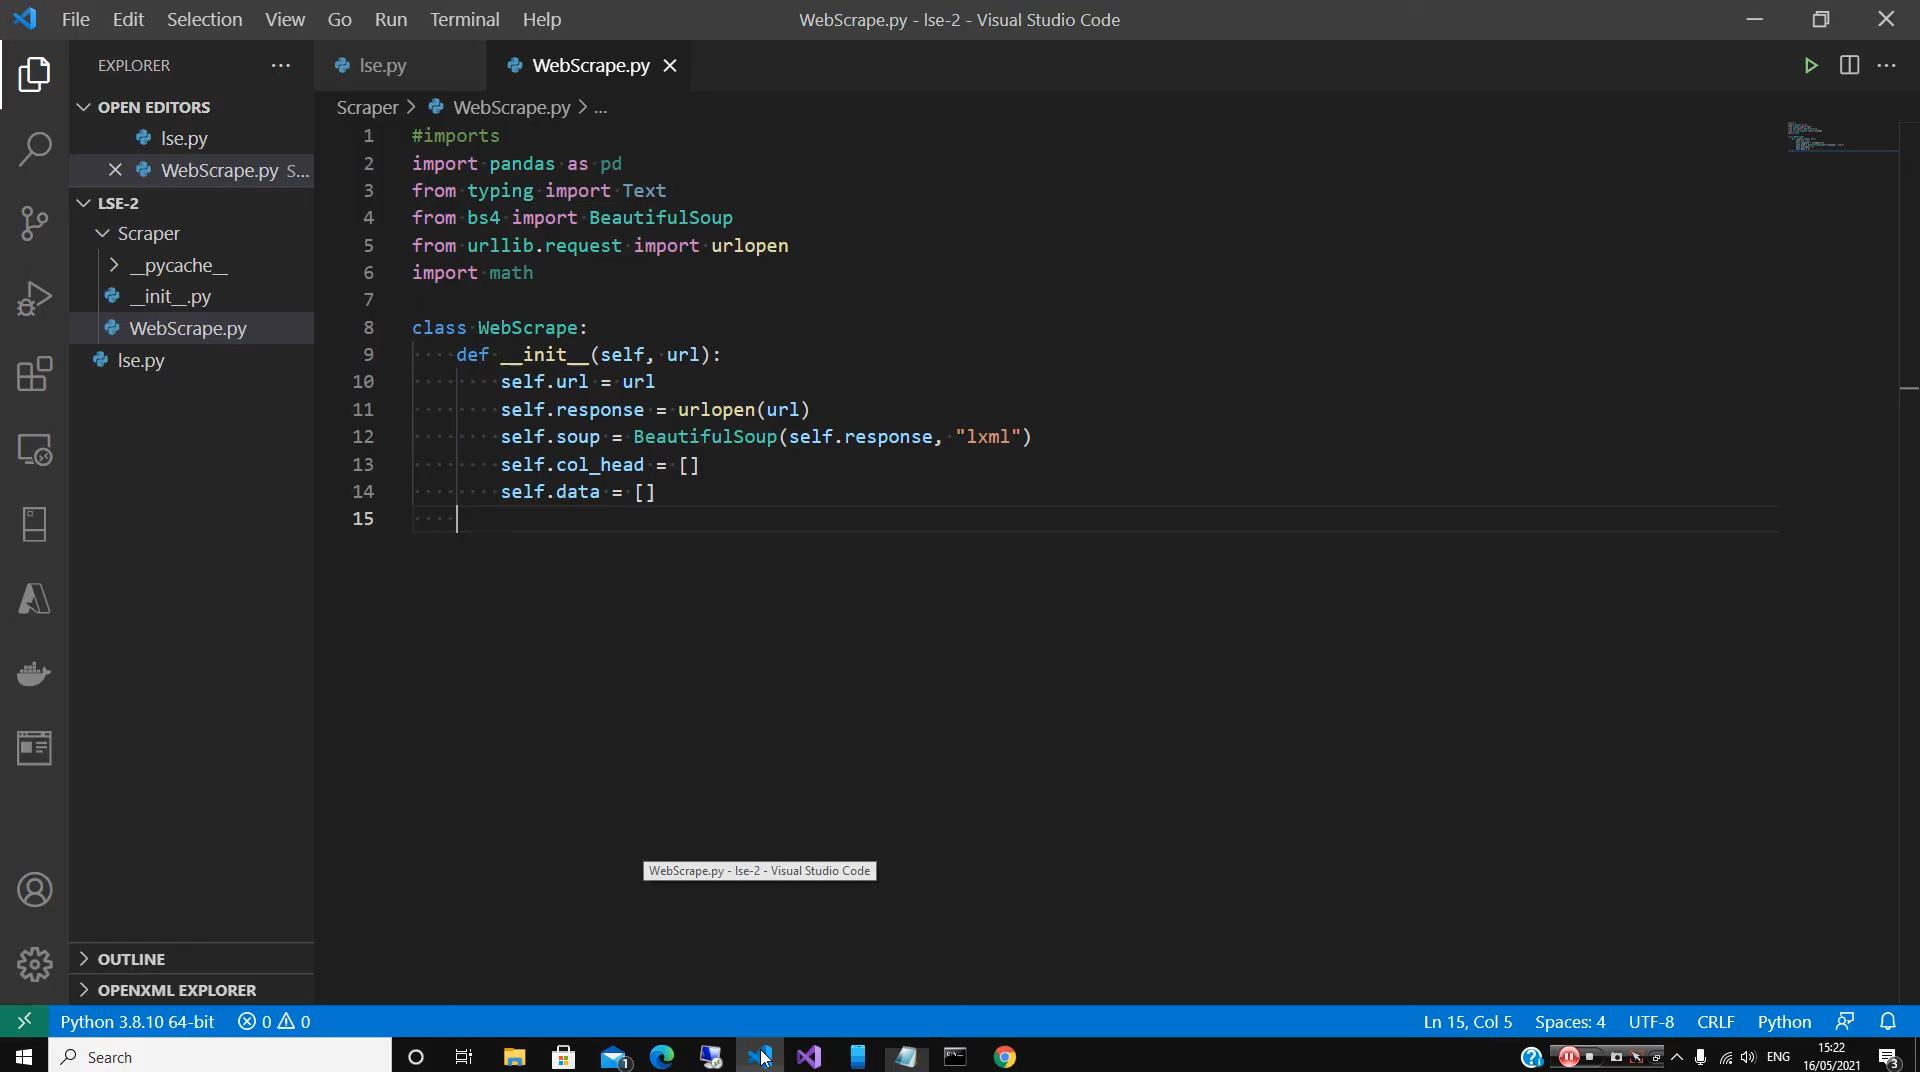 File Edit Selection View Go Run Terminal Help
WebScrape.py - lse-2 - Visual Studio Code
EXPLORER
OPEN EDITORS
lse.py
WebScrape.py S...
LSE-2
Scraper
__pycache__
__init__.py
WebScrape.py
lse.py
OUTLINE
OPENXML EXPLORER
lse.py
WebScrape.py
Scraper > WebScrape.py > ...
1 #imports
2 import pandas as pd
3 from typing import Text
4 from bs4 import BeautifulSoup
5 from urllib.request import urlopen
6 import math
7
8 class WebScrape:
9 def __init__(self, url):
10 self.url = url
11 self.response = urlopen(url)
12 self.soup = BeautifulSoup(self.response, "lxml")
13 self.col_head = []
14 self.data = []
15
WebScrape.py - lse-2 - Visual Studio Code
Python 3.8.10 64-bit 0 0
Ln 15, Col 5 Spaces: 4 UTF-8 CRLF Python
Search
1
ENG
15:22
16/05/2021
3